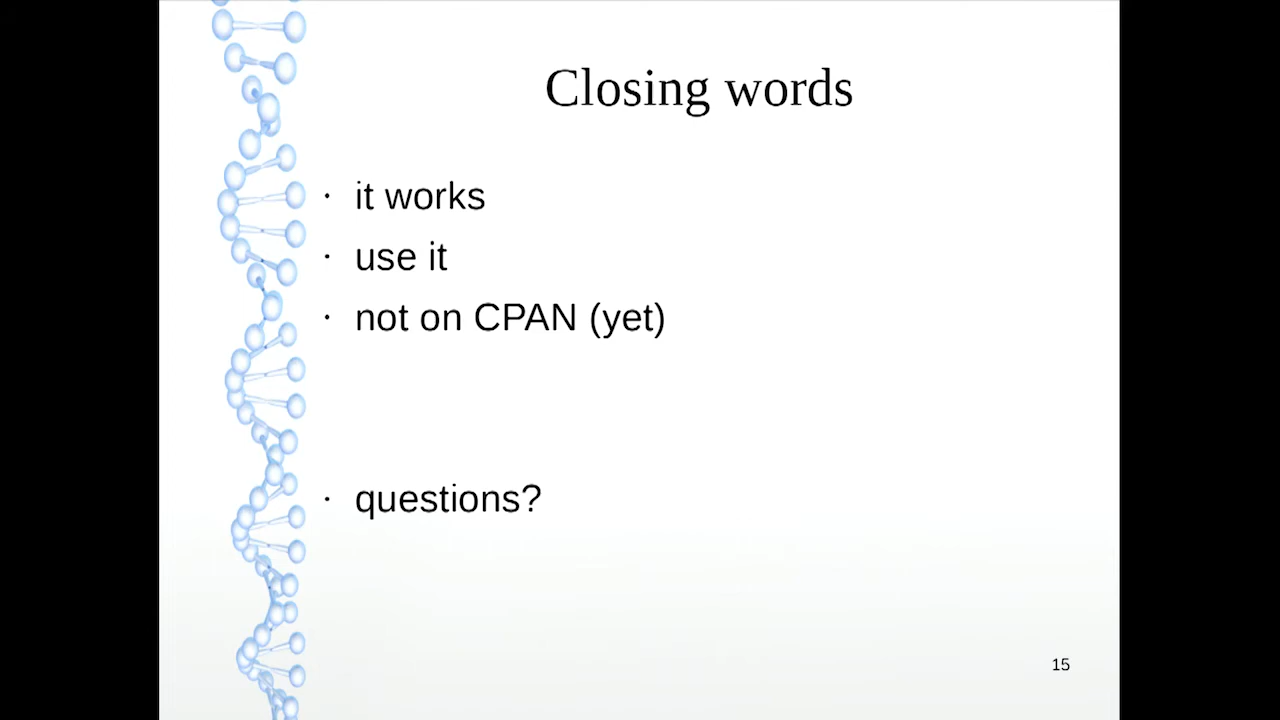 Closing words
· it works
· use it
· not on CPAN (yet)
· questions?
15